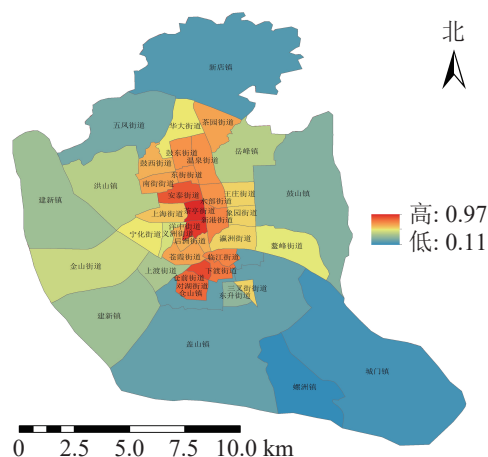 北
新店镇
五凤街道
华大街道
茶园街道
鼓东街道
岳峰镇
鼓西街道
温泉街道
东街街道
洪山镇
南街街道
建新镇
安泰街道
王庄街道
鼓山镇
水部街道
茶亭街道
上海街道
象园街道
新港街道
洋中街道
宁化街道
义洲街道
后洲街道
瀛洲街道
鳌峰街道
苍霞街道
临江街道
金山街道
上渡街道
仓前街道
下渡街道
对湖街道
三叉街街道
仓山镇
东升街道
建新镇
盖山镇
城门镇
螺洲镇
高: 0.97
低: 0.11
0 2.5 5.0 7.5 10.0 km